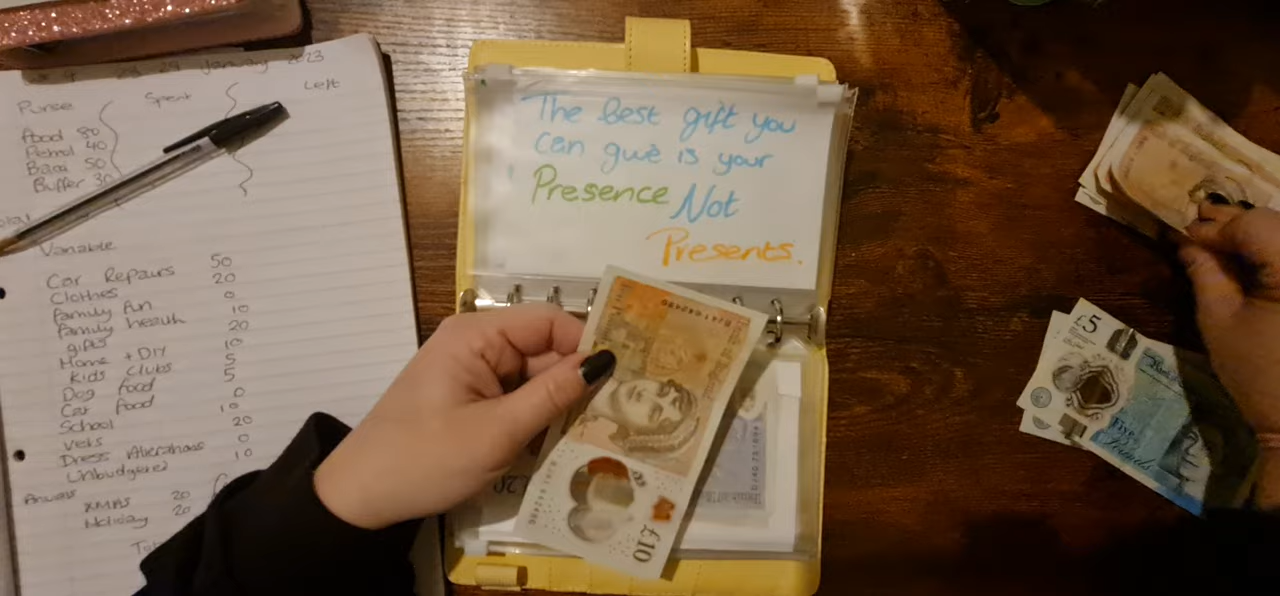 January 2023
Purse Spent Left
Food 80
Petrol 40
50
Buffer 30
Variable
Car Repairs 50
Clothes 20
family fun 0
family health 10
gifts 20
Home + DIY 10
Kids Clubs 5
Dog food 5
Cat food 0
School 10
Vets 20
Dress Alterations 0
Unbudgeted 10
XMAS 20
Holiday 20
The best gift you
can give is your
Presence Not
Presents.
£10
£5
Five
Pounds